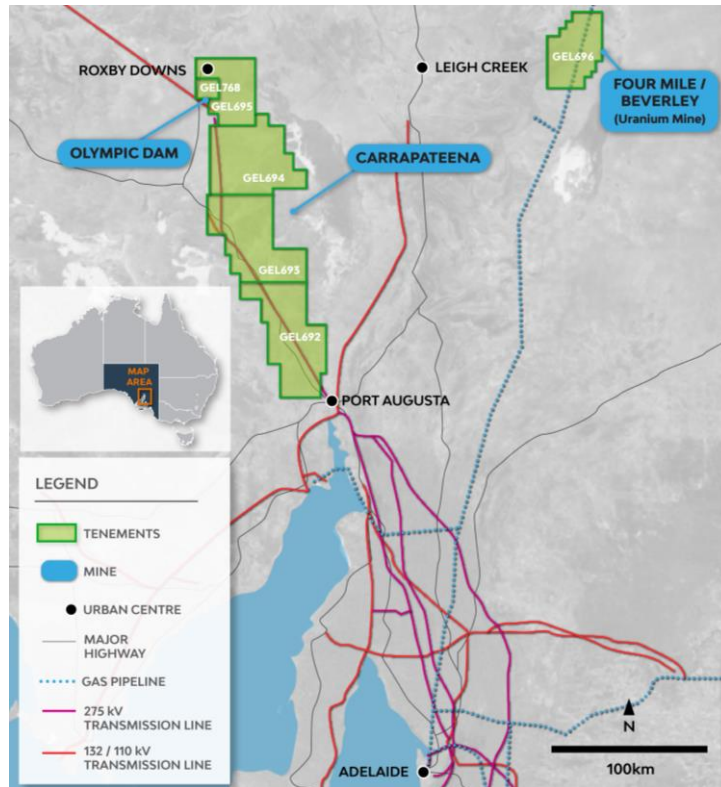 ROXBY DOWNS
LEIGH CREEK
GEL696
GEL768
FOUR MILE /
BEVERLEY
(Uranium Mine)
GEL695
OLYMPIC DAM
CARRAPATEENA
GEL694
GEL693
GEL692
MAP
AREA
PORT AUGUSTA
LEGEND
TENEMENTS
MINE
URBAN CENTRE
MAJOR
HIGHWAY
GAS PIPELINE
275 kV
TRANSMISSION LINE
132 / 110 kV
TRANSMISSION LINE
N
100km
ADELAIDE